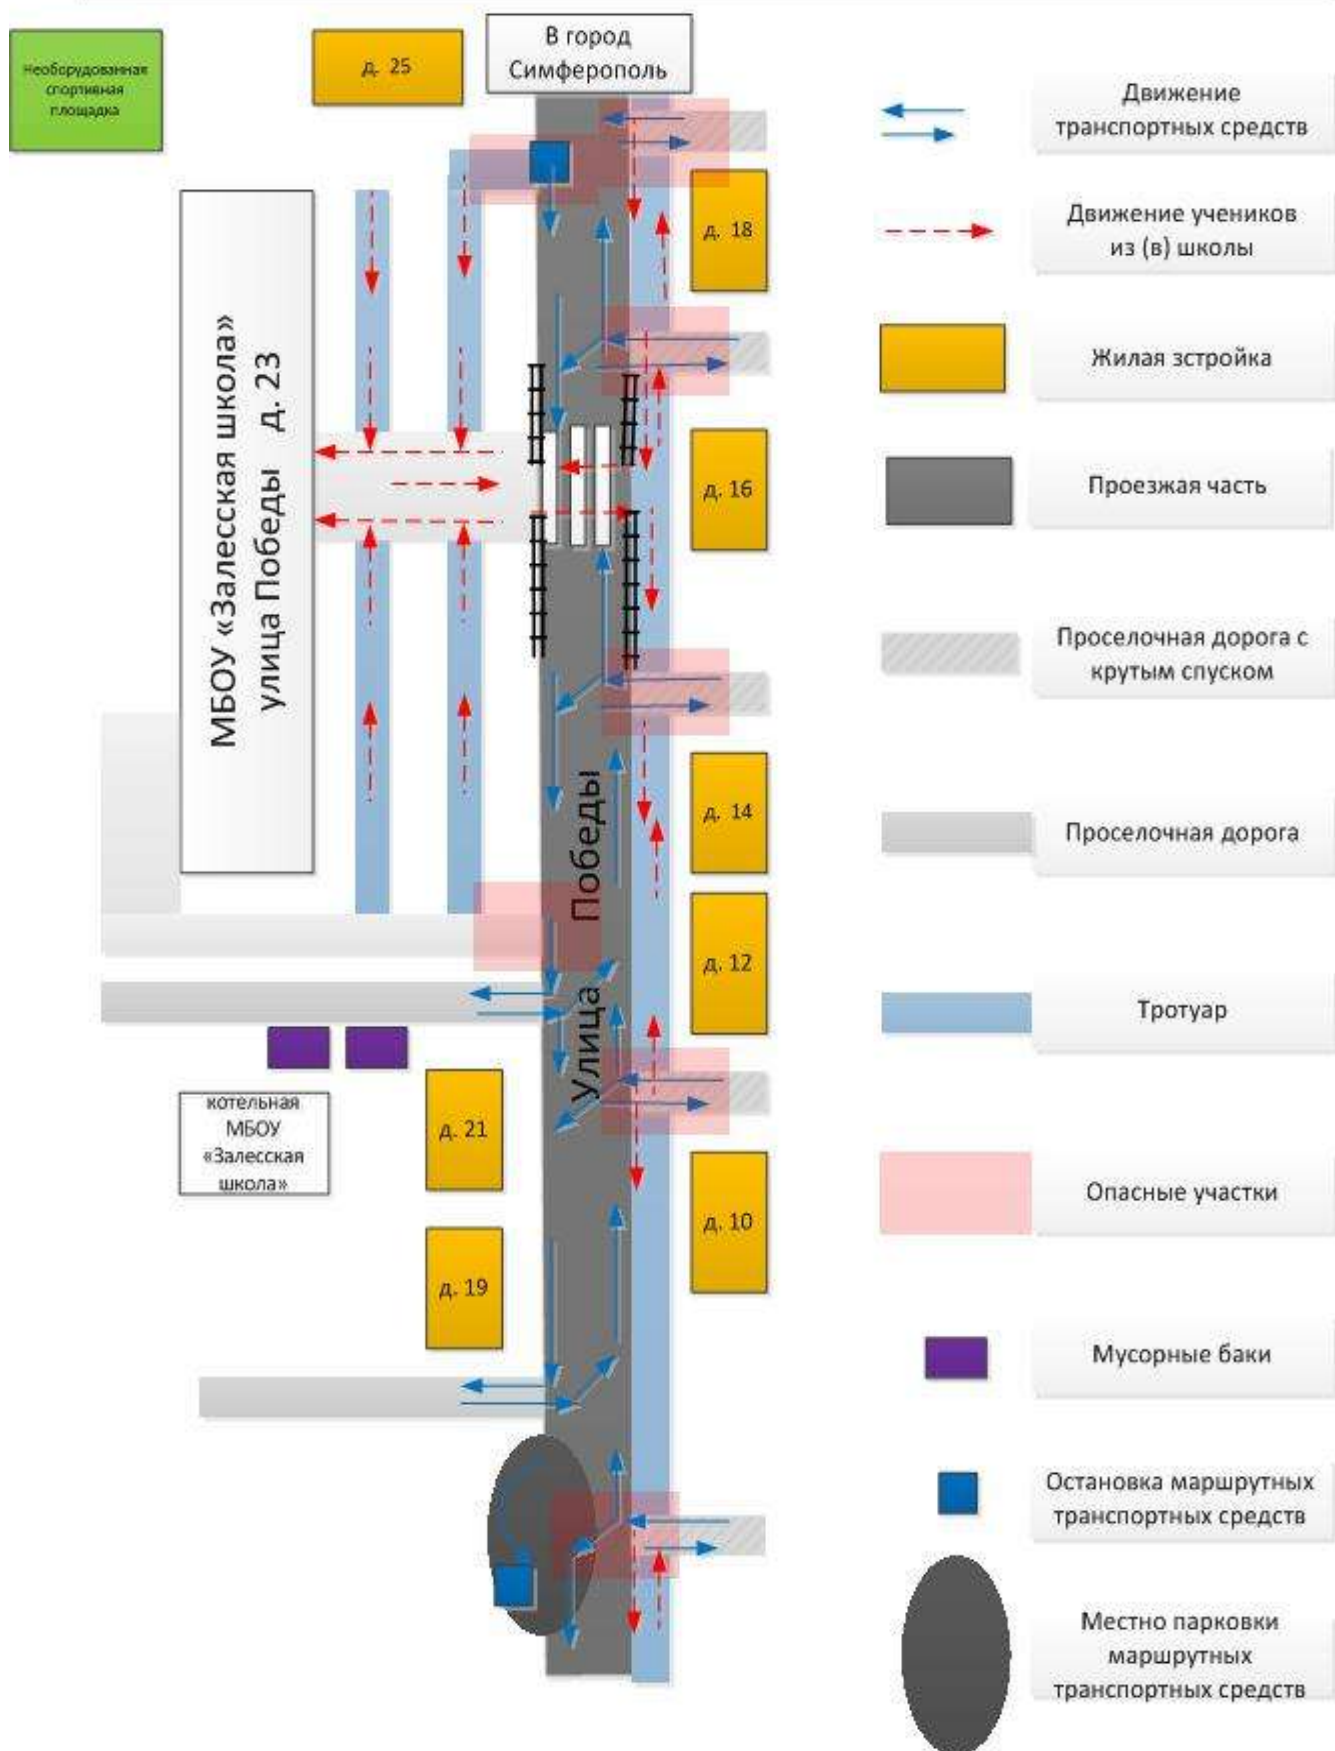 Необорудованная
спортивная
площадка
д. 25
В город
Симферополь
д. 18
МБОУ «Залесская школа»
улица Победы д. 23
д. 16
д. 14
Улица Победы
д. 12
котельная
МБОУ
«Залесская
школа»
д. 21
д. 10
д. 19
Движение
транспортных средств
Движение учеников
из (в) школы
Жилая зстройка
Проезжая часть
Проселочная дорога с
крутым спуском
Проселочная дорога
Тротуар
Опасные участки
Мусорные баки
Остановка маршрутных
транспортных средств
Местно парковки
маршрутных
транспортных средств